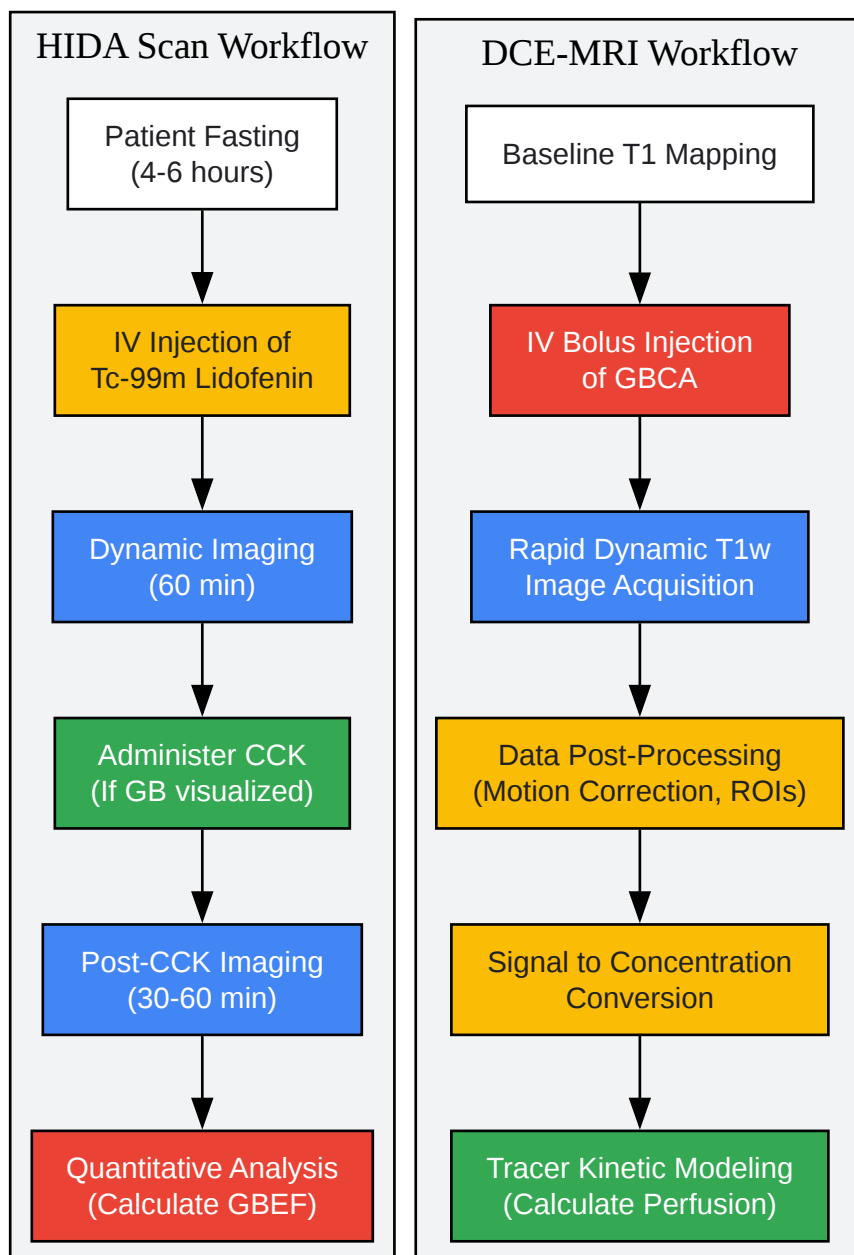 HIDA Scan Workflow
Patient Fasting
(4-6 hours)
IV Injection of
Tc-99m Lidofenin
Dynamic Imaging
(60 min)
Administer CCK
(If GB visualized)
Post-CCK Imaging
(30-60 min)
Quantitative Analysis
(Calculate GBEF)
DCE-MRI Workflow
Baseline T1 Mapping
IV Bolus Injection
of GBCA
Rapid Dynamic T1w
Image Acquisition
Data Post-Processing
(Motion Correction, ROIs)
Signal to Concentration
Conversion
Tracer Kinetic Modeling
(Calculate Perfusion)